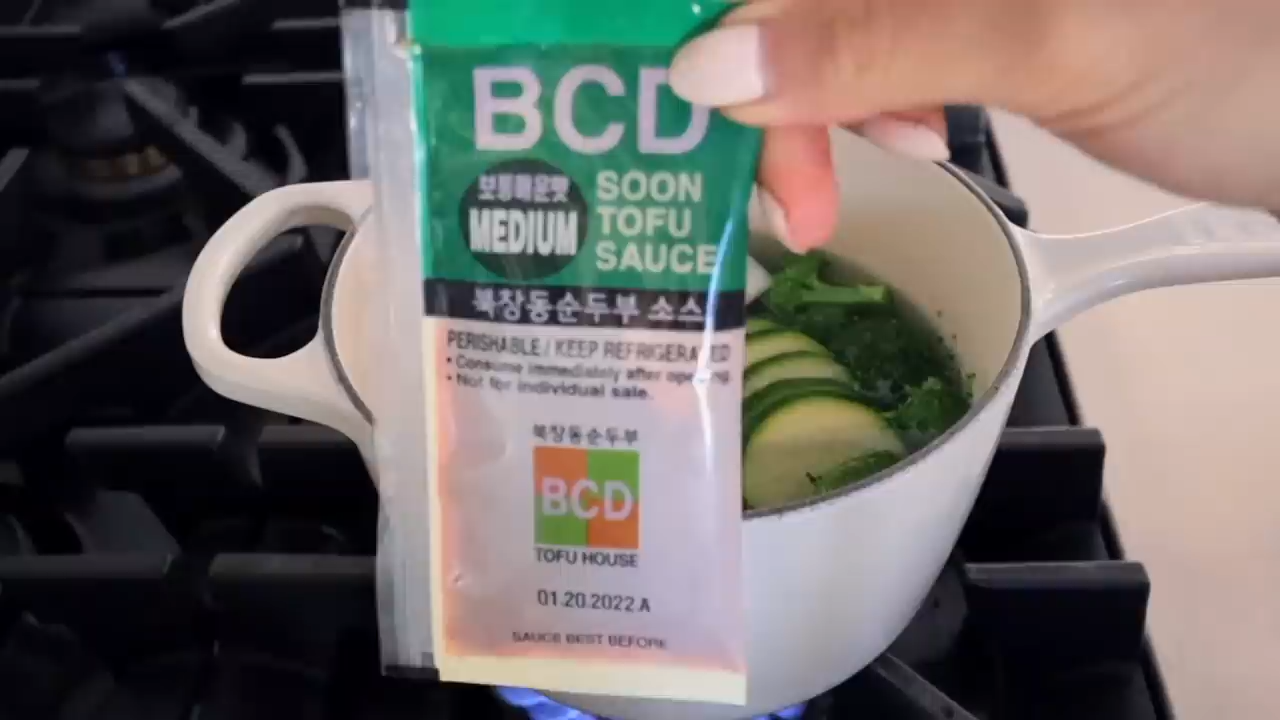 BCD
보통매운맛
MEDIUM
SOON
TOFU
SAUCE
북창동순두부 소스
PERISHABLE / KEEP REFRIGERATED
• Consume immediately after opening.
• Not for individual sale.
북창동순두부
BCD
TOFU HOUSE
01.20.2022 A
SAUCE BEST BEFORE